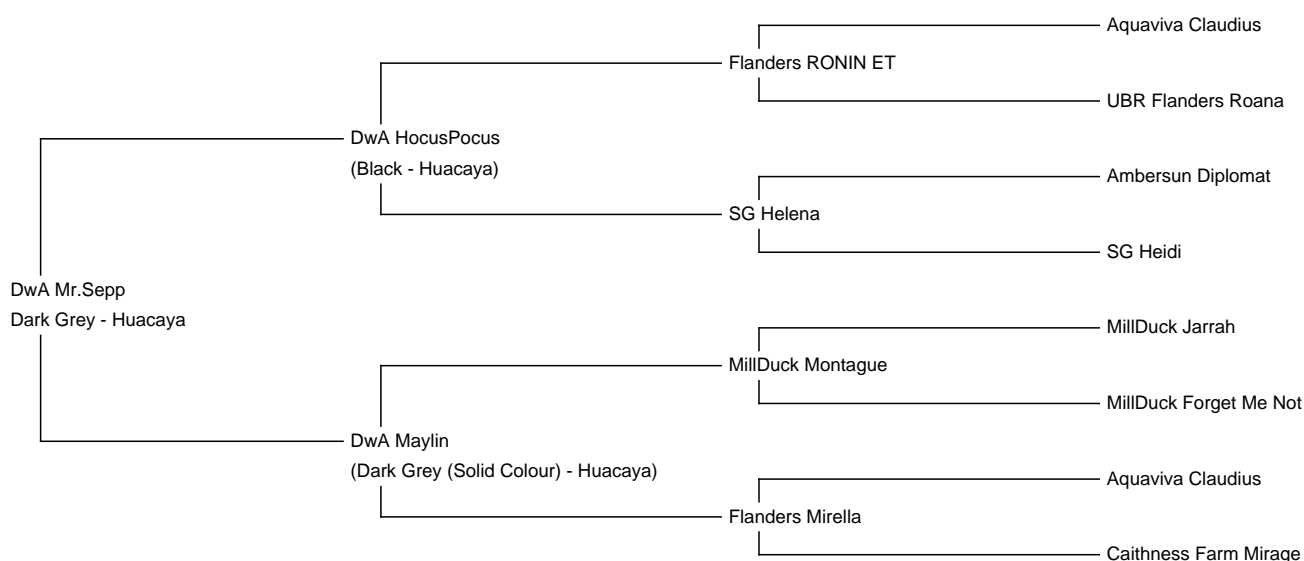 Aquaviva Claudius
Flanders RONIN ET
UBR Flanders Roana
DwA HocusPocus
(Black - Huacaya)
Ambersun Diplomat
SG Helena
SG Heidi
DwA Mr.Sepp
Dark Grey - Huacaya
MillDuck Jarrah
MillDuck Montague
MillDuck Forget Me Not
DwA Maylin
(Dark Grey (Solid Colour) - Huacaya)
Aquaviva Claudius
Flanders Mirella
Caithness Farm Mirage